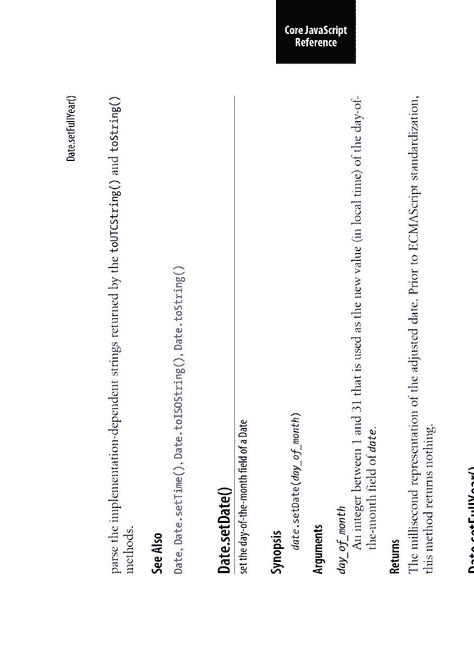 Core JavaScript
Reference
Date.setFullYear()
parse the implementation-dependent strings returned by the toUTCString() and toString()
methods.
See Also
Date, Date.setTime(), Date.toISOString(), Date.toString()
Date.setDate()
set the day-of-the-month field of a Date
Synopsis
date.setDate(day_of_month)
Arguments
day_of_month
An integer between 1 and 31 that is used as the new value (in local time) of the day-of-
the-month field of date.
Returns
The millisecond representation of the adjusted date. Prior to ECMAScript standardization,
this method returns nothing.
Date.setFullYear()